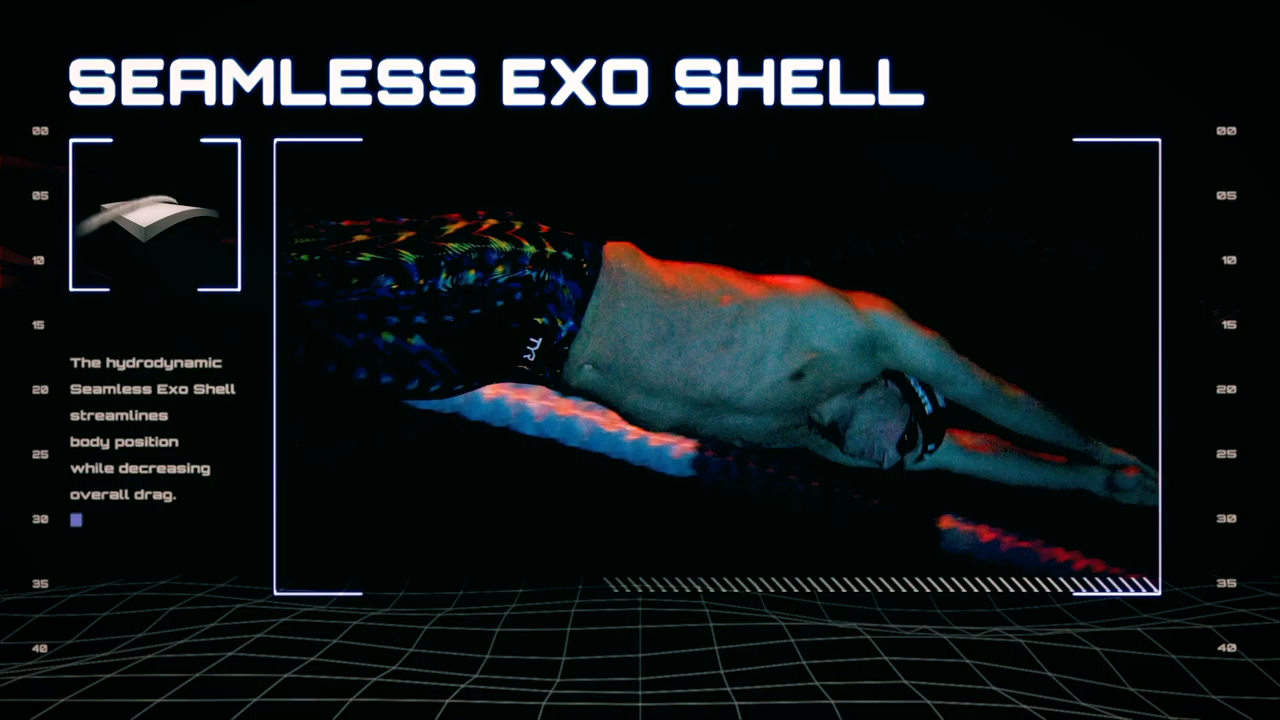 SEAMLESS EXO SHELL
00
05
10
15
20
25
30
35
40
The hydrodynamic
Seamless Exo Shell
streamlines
body position
while decreasing
overall drag.
TYR
00
05
10
15
20
25
30
35
40